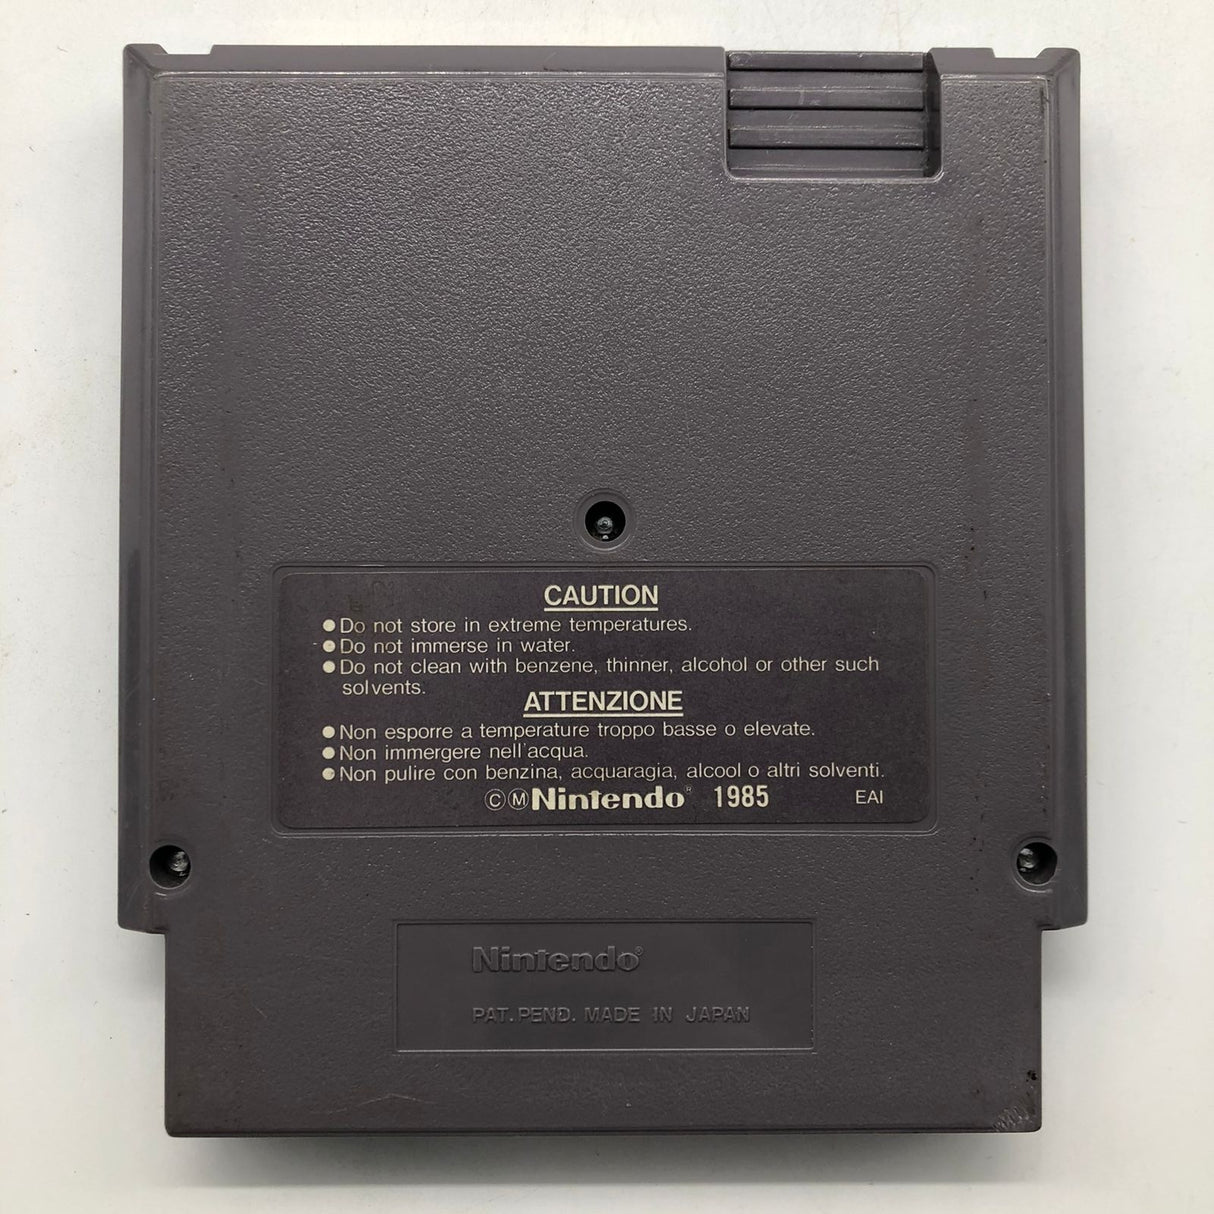 CAUTION
●Do not store in extreme temperatures.
●Do not immerse in water.
●Do not clean with benzene, thinner, alcohol or other such
solvents.
ATTENZIONE
●Non esporre a temperature troppo basse o elevate.
●Non immergere nell'acqua.
●Non pulire con benzina, acquaragia, alcool o altri solventi.
ⒸⓂNintendo® 1985 EAI
Nintendo®
PAT. PEND. MADE IN JAPAN